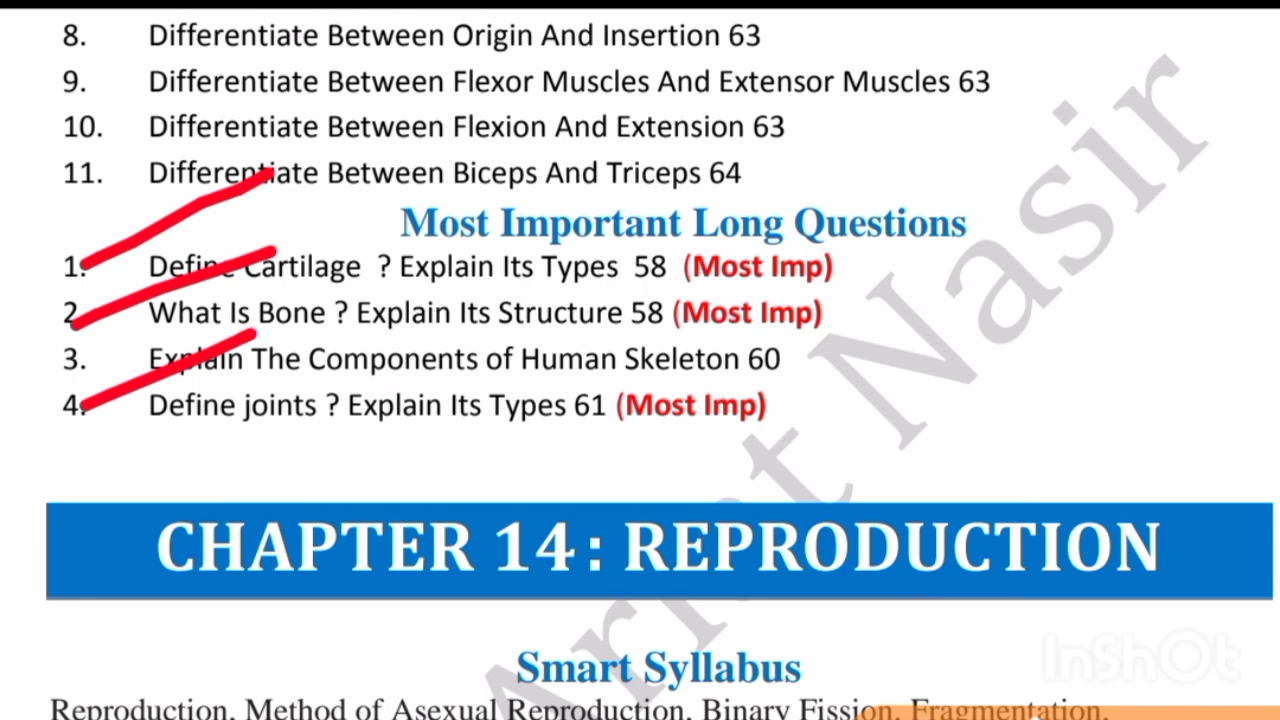 8. Differentiate Between Origin And Insertion 63
9. Differentiate Between Flexor Muscles And Extensor Muscles 63
10. Differentiate Between Flexion And Extension 63
11. Differentiate Between Biceps And Triceps 64
Most Important Long Questions
1. Define Cartilage ? Explain Its Types 58 (Most Imp)
2. What Is Bone ? Explain Its Structure 58 (Most Imp)
3. Explain The Components of Human Skeleton 60
4. Define joints ? Explain Its Types 61 (Most Imp)
CHAPTER 14: REPRODUCTION
Smart Syllabus
Reproduction, Method of Asexual Reproduction, Binary Fission, Fragmentation,
Nasir
InShOt